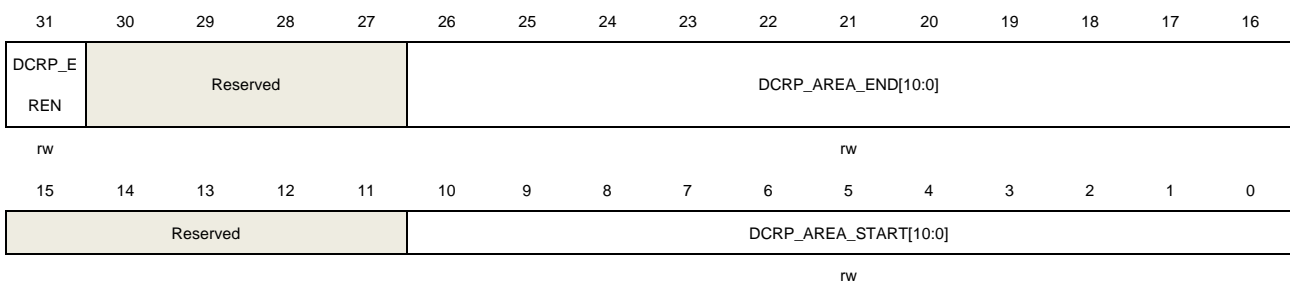 31 30 29 28 27 26 25 24 23 22 21 20 19 18 17 16
DCRP_E
REN
Reserved
DCRP_AREA_END[10:0]
rw rw
15 14 13 12 11 10 9 8 7 6 5 4 3 2 1 0
Reserved DCRP_AREA_START[10:0]
rw